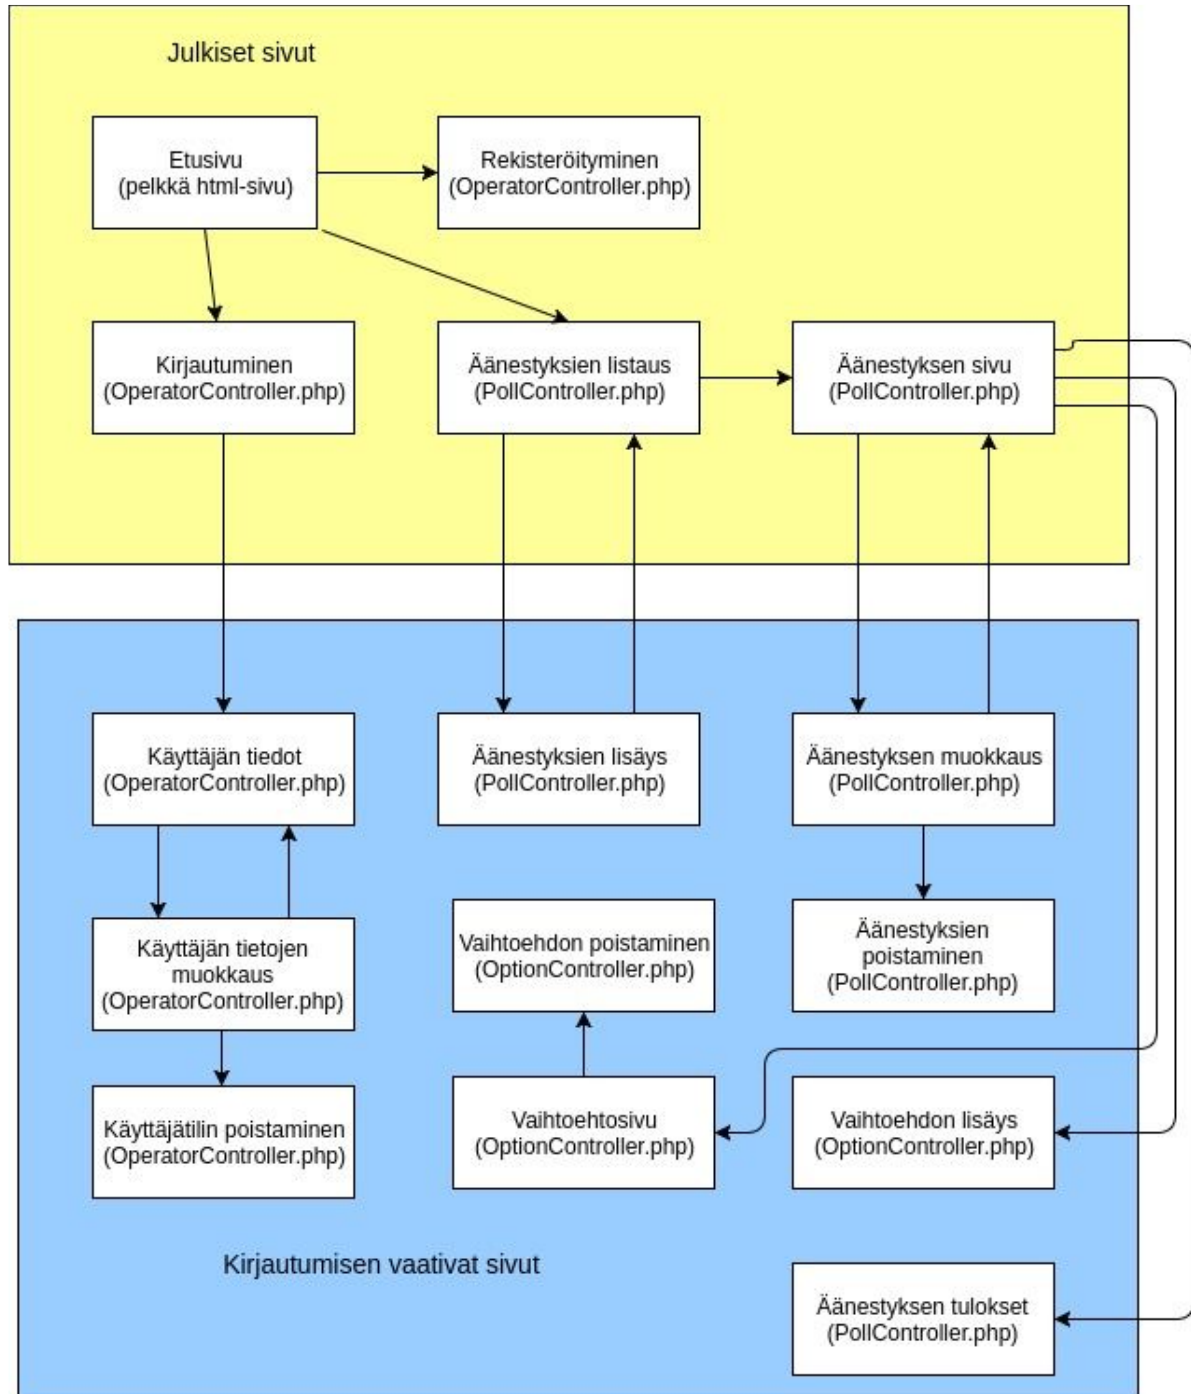 Julkiset sivut
Etusivu
(pelkkä html-sivu)
Rekisteröityminen
(OperatorController.php)
Kirjautuminen
(OperatorController.php)
Äänestyksien listaus
(PollController.php)
Äänestyksen sivu
(PollController.php)
Käyttäjän tiedot
(OperatorController.php)
Äänestyksien lisäys
(PollController.php)
Äänestyksen muokkaus
(PollController.php)
Käyttäjän tietojen
muokkaus
(OperatorController.php)
Vaihtoehdon poistaminen
(OptionController.php)
Äänestyksien
poistaminen
(PollController.php)
Käyttäjätilin poistaminen
(OperatorController.php)
Vaihtoehtosivu
(OptionController.php)
Vaihtoehdon lisäys
(OptionController.php)
Kirjautumisen vaativat sivut
Äänestyksen tulokset
(PollController.php)